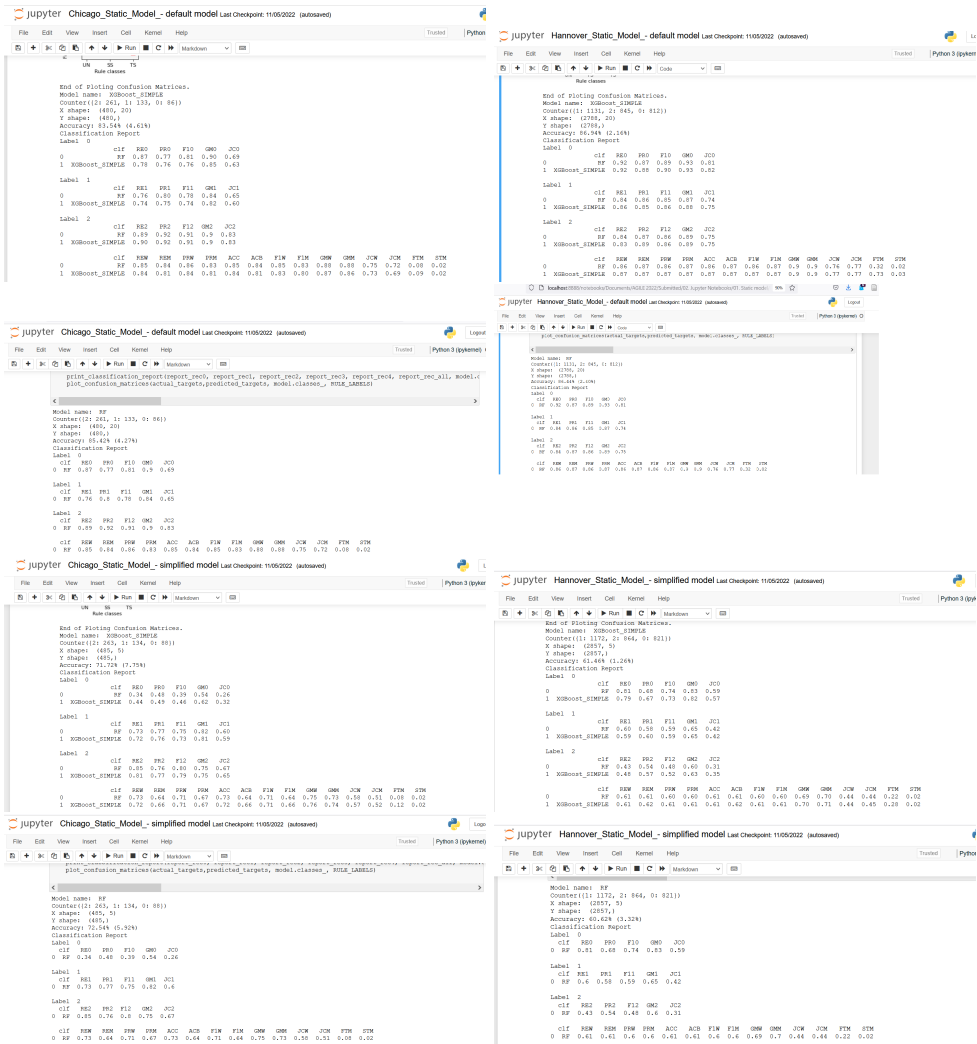 Jupyter Chicago_Static_Model_- default model Last Checkpoint: 11/05/2022 (autosaved)
File Edit View Insert Cell Kernel Help Trusted Python
Run Markdown
UN SS TS
Rule classes
End of Ploting Confusion Matrices.
Model name: XGBoost_SIMPLE
Counter({2: 261, 1: 133, 0: 86})
X shape: (480, 20)
Y shape: (480,)
Accuracy: 83.54% (4.61%)
Classification Report
Label 0
clf RE0 PR0 F10 GM0 JC0
0 RF 0.87 0.77 0.81 0.90 0.69
1 XGBoost_SIMPLE 0.78 0.76 0.76 0.85 0.63
Label 1
clf RE1 PR1 F11 GM1 JC1
0 RF 0.76 0.80 0.78 0.84 0.65
1 XGBoost_SIMPLE 0.74 0.75 0.74 0.82 0.60
Label 2
clf RE2 PR2 F12 GM2 JC2
0 RF 0.89 0.92 0.91 0.9 0.83
1 XGBoost_SIMPLE 0.90 0.92 0.91 0.9 0.83
clf REW REM PRW PRM ACC ACB F1W F1M GMW GMM JCW JCM FTM STM
0 RF 0.85 0.84 0.86 0.83 0.85 0.84 0.85 0.83 0.88 0.88 0.75 0.72 0.08 0.02
1 XGBoost_SIMPLE 0.84 0.81 0.84 0.81 0.84 0.81 0.83 0.80 0.87 0.86 0.73 0.69 0.09 0.02
Jupyter Hannover_Static_Model_- default model Last Checkpoint: 11/05/2022 (autosaved)
File Edit View Insert Cell Kernel Help Trusted Python 3 (ipykern
Run Code
Rule classes
End of Ploting Confusion Matrices.
Model name: XGBoost_SIMPLE
Counter({1: 1131, 2: 845, 0: 812})
X shape: (2788, 20)
Y shape: (2788,)
Accuracy: 86.94% (2.16%)
Classification Report
Label 0
clf RE0 PR0 F10 GM0 JC0
0 RF 0.92 0.87 0.89 0.93 0.81
1 XGBoost_SIMPLE 0.92 0.88 0.90 0.93 0.82
Label 1
clf RE1 PR1 F11 GM1 JC1
0 RF 0.84 0.86 0.85 0.87 0.74
1 XGBoost_SIMPLE 0.86 0.85 0.86 0.88 0.75
Label 2
clf RE2 PR2 F12 GM2 JC2
0 RF 0.84 0.87 0.86 0.89 0.75
1 XGBoost_SIMPLE 0.83 0.89 0.86 0.89 0.75
clf REW REM PRW PRM ACC ACB F1W F1M GMW GMM JCW JCM FTM STM
0 RF 0.86 0.87 0.86 0.87 0.86 0.87 0.86 0.87 0.9 0.9 0.76 0.77 0.32 0.02
1 XGBoost_SIMPLE 0.87 0.87 0.87 0.87 0.87 0.87 0.87 0.87 0.9 0.9 0.77 0.77 0.73 0.03
Jupyter Hannover_Static_Model_- default model Last Checkpoint: 11/05/2022 (autosaved) Logout
File Edit View Insert Cell Kernel Help Trusted Python 3 (ipykernel)
Run Code
plot_confusion_matrices(actual_targets,predicted_targets, model.classes_, RULE_LABELS)
Model name: RF
Counter({1: 1131, 2: 845, 0: 812})
X shape: (2788, 20)
Y shape: (2788,)
Classification Report
Label 0
clf RE0 PR0 F10 GM0 JC0
0 RF 0.92 0.87 0.89 0.93 0.81
Label 1
clf RE1 PR1 F11 GM1 JC1
0 RF 0.84 0.86 0.85 0.87 0.74
Label 2
clf RE2 PR2 F12 GM2 JC2
0 RF 0.84 0.87 0.86 0.89 0.75
clf REW REM PRW PRM ACC ACB F1W F1M GMW GMM JCW JCM FTM STM
0 RF 0.86 0.87 0.86 0.87 0.86 0.87 0.86 0.87 0.9 0.9 0.76 0.77 0.32 0.02
Jupyter Chicago_Static_Model_- default model Last Checkpoint: 11/05/2022 (autosaved) Logout
File Edit View Insert Cell Kernel Help Trusted Python 3 (ipykernel)
Run Markdown
print_classification_report(report_rec0, report_rec1, report_rec2, report_rec3, report_rec4, report_rec_all, model.c
plot_confusion_matrices(actual_targets,predicted_targets, model.classes_, RULE_LABELS)
Model name: RF
Counter({2: 261, 1: 133, 0: 86})
X shape: (480, 20)
Y shape: (480,)
Accuracy: 85.42% (4.27%)
Classification Report
Label 0
clf RE0 PR0 F10 GM0 JC0
0 RF 0.87 0.77 0.81 0.9 0.69
Label 1
clf RE1 PR1 F11 GM1 JC1
0 RF 0.76 0.8 0.78 0.84 0.65
Label 2
clf RE2 PR2 F12 GM2 JC2
0 RF 0.89 0.92 0.91 0.9 0.83
clf REW REM PRW PRM ACC ACB F1W F1M GMW GMM JCW JCM FTM STM
0 RF 0.85 0.84 0.86 0.83 0.85 0.84 0.85 0.83 0.88 0.88 0.75 0.72 0.08 0.02
Jupyter Chicago_Static_Model_- simplified model Last Checkpoint: 11/05/2022 (autosaved)
File Edit View Insert Cell Kernel Help Trusted Python 3 (ipyker
Run Markdown
UN SS TS
Rule classes
End of Ploting Confusion Matrices.
Model name: XGBoost_SIMPLE
Counter({2: 263, 1: 134, 0: 88})
X shape: (485, 5)
Y shape: (485,)
Accuracy: 71.72% (7.75%)
Classification Report
Label 0
clf RE0 PR0 F10 GM0 JC0
0 RF 0.34 0.48 0.39 0.54 0.26
1 XGBoost_SIMPLE 0.44 0.49 0.46 0.62 0.32
Label 1
clf RE1 PR1 F11 GM1 JC1
0 RF 0.73 0.77 0.75 0.82 0.60
1 XGBoost_SIMPLE 0.72 0.76 0.73 0.81 0.59
Label 2
clf RE2 PR2 F12 GM2 JC2
0 RF 0.85 0.76 0.80 0.75 0.67
1 XGBoost_SIMPLE 0.81 0.77 0.79 0.75 0.65
clf REW REM PRW PRM ACC ACB F1W F1M GMW GMM JCW JCM FTM STM
0 RF 0.73 0.64 0.71 0.67 0.73 0.64 0.71 0.64 0.75 0.73 0.58 0.51 0.08 0.02
1 XGBoost_SIMPLE 0.72 0.66 0.71 0.67 0.72 0.66 0.71 0.66 0.76 0.74 0.57 0.52 0.12 0.02
Jupyter Hannover_Static_Model_- simplified model Last Checkpoint: 11/05/2022 (autosaved)
File Edit View Insert Cell Kernel Help Trusted Python 3 (ipyk
Run Markdown
End of Ploting Confusion Matrices.
Model name: XGBoost_SIMPLE
Counter({1: 1172, 2: 864, 0: 821})
X shape: (2857, 5)
Y shape: (2857,)
Accuracy: 61.46% (1.26%)
Classification Report
Label 0
clf RE0 PR0 F10 GM0 JC0
0 RF 0.81 0.68 0.74 0.83 0.59
1 XGBoost_SIMPLE 0.79 0.67 0.73 0.82 0.57
Label 1
clf RE1 PR1 F11 GM1 JC1
0 RF 0.60 0.58 0.59 0.65 0.42
1 XGBoost_SIMPLE 0.59 0.60 0.59 0.65 0.42
Label 2
clf RE2 PR2 F12 GM2 JC2
0 RF 0.43 0.54 0.48 0.60 0.31
1 XGBoost_SIMPLE 0.48 0.57 0.52 0.63 0.35
clf REW REM PRW PRM ACC ACB F1W F1M GMW GMM JCW JCM FTM STM
0 RF 0.61 0.61 0.60 0.60 0.61 0.61 0.60 0.60 0.69 0.70 0.44 0.44 0.22 0.02
1 XGBoost_SIMPLE 0.61 0.62 0.61 0.61 0.61 0.62 0.61 0.61 0.70 0.71 0.44 0.45 0.28 0.02
Jupyter Chicago_Static_Model_- simplified model Last Checkpoint: 11/05/2022 (autosaved) Logo
File Edit View Insert Cell Kernel Help Trusted Python 3 (ipykernel)
Run Markdown
plot_confusion_matrices(actual_targets,predicted_targets, model.classes_, RULE_LABELS)
Model name: RF
Counter({2: 263, 1: 134, 0: 88})
X shape: (485, 5)
Y shape: (485,)
Accuracy: 72.54% (5.92%)
Classification Report
Label 0
clf RE0 PR0 F10 GM0 JC0
0 RF 0.34 0.48 0.39 0.54 0.26
Label 1
clf RE1 PR1 F11 GM1 JC1
0 RF 0.73 0.77 0.75 0.82 0.6
Label 2
clf RE2 PR2 F12 GM2 JC2
0 RF 0.85 0.76 0.8 0.75 0.67
clf REW REM PRW PRM ACC ACB F1W F1M GMW GMM JCW JCM FTM STM
0 RF 0.73 0.64 0.71 0.67 0.73 0.64 0.71 0.64 0.75 0.73 0.58 0.51 0.08 0.02
Jupyter Hannover_Static_Model_- simplified model Last Checkpoint: 11/05/2022 (autosaved)
File Edit View Insert Cell Kernel Help Trusted Python
Run Markdown
Model name: RF
Counter({1: 1172, 2: 864, 0: 821})
X shape: (2857, 5)
Y shape: (2857,)
Accuracy: 60.62% (3.32%)
Classification Report
Label 0
clf RE0 PR0 F10 GM0 JC0
0 RF 0.81 0.68 0.74 0.83 0.59
Label 1
clf RE1 PR1 F11 GM1 JC1
0 RF 0.6 0.58 0.59 0.65 0.42
Label 2
clf RE2 PR2 F12 GM2 JC2
0 RF 0.43 0.54 0.48 0.6 0.31
clf REW REM PRW PRM ACC ACB F1W F1M GMW GMM JCW JCM FTM STM
0 RF 0.61 0.61 0.6 0.6 0.61 0.61 0.6 0.6 0.69 0.7 0.44 0.44 0.22 0.02